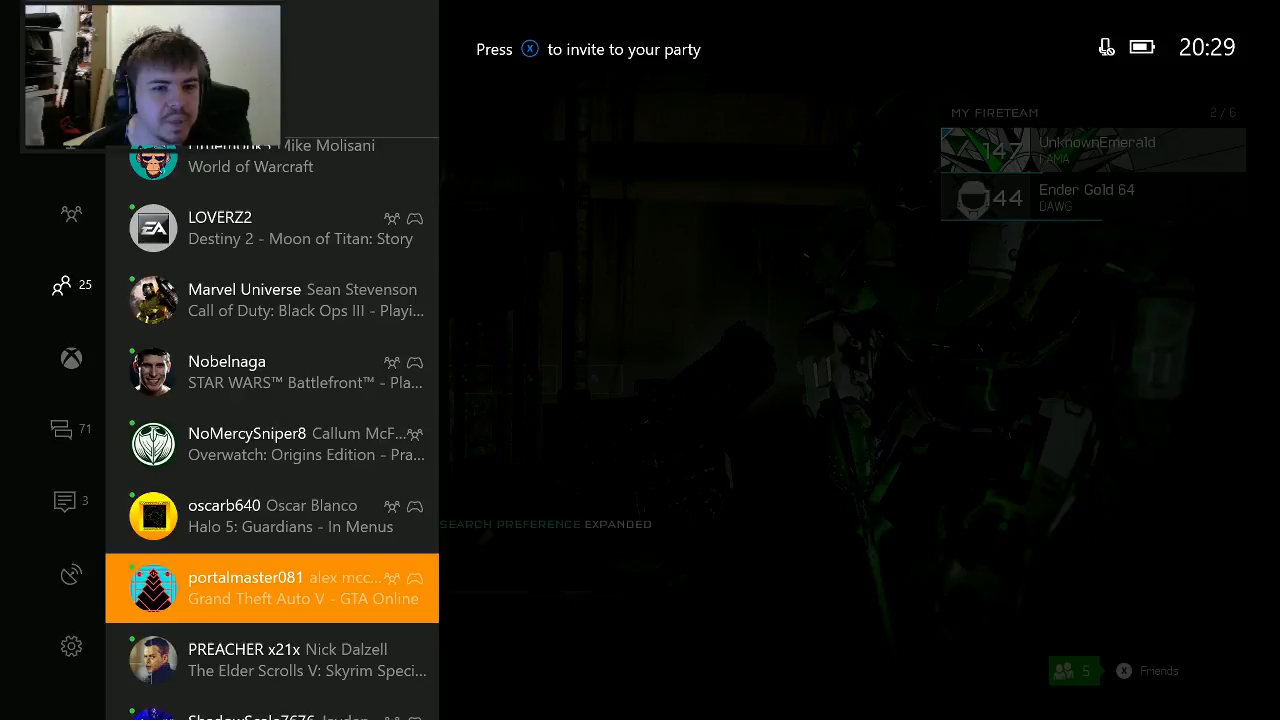 Press X to invite to your party
20:29
MY FIRETEAM 2/6
147 UnknownEmerald
HAMA
144 Ender Gold 64
DAWG
Mike Molisani
World of Warcraft
LOVERZ2
EA
Destiny 2 - Moon of Titan: Story
25
Marvel Universe Sean Stevenson
Call of Duty: Black Ops III - Playi...
Nobelnaga
STAR WARS™ Battlefront™ - Pla...
71
NoMercySniper8 Callum McF...
Overwatch: Origins Edition - Pra...
3
oscarb640 Oscar Blanco
Halo 5: Guardians - In Menus
SEARCH PREFERENCE EXPANDED
portalmaster081 alex mcc...
Grand Theft Auto V - GTA Online
PREACHER x21x Nick Dalzell
The Elder Scrolls V: Skyrim Speci...
5 X Friends